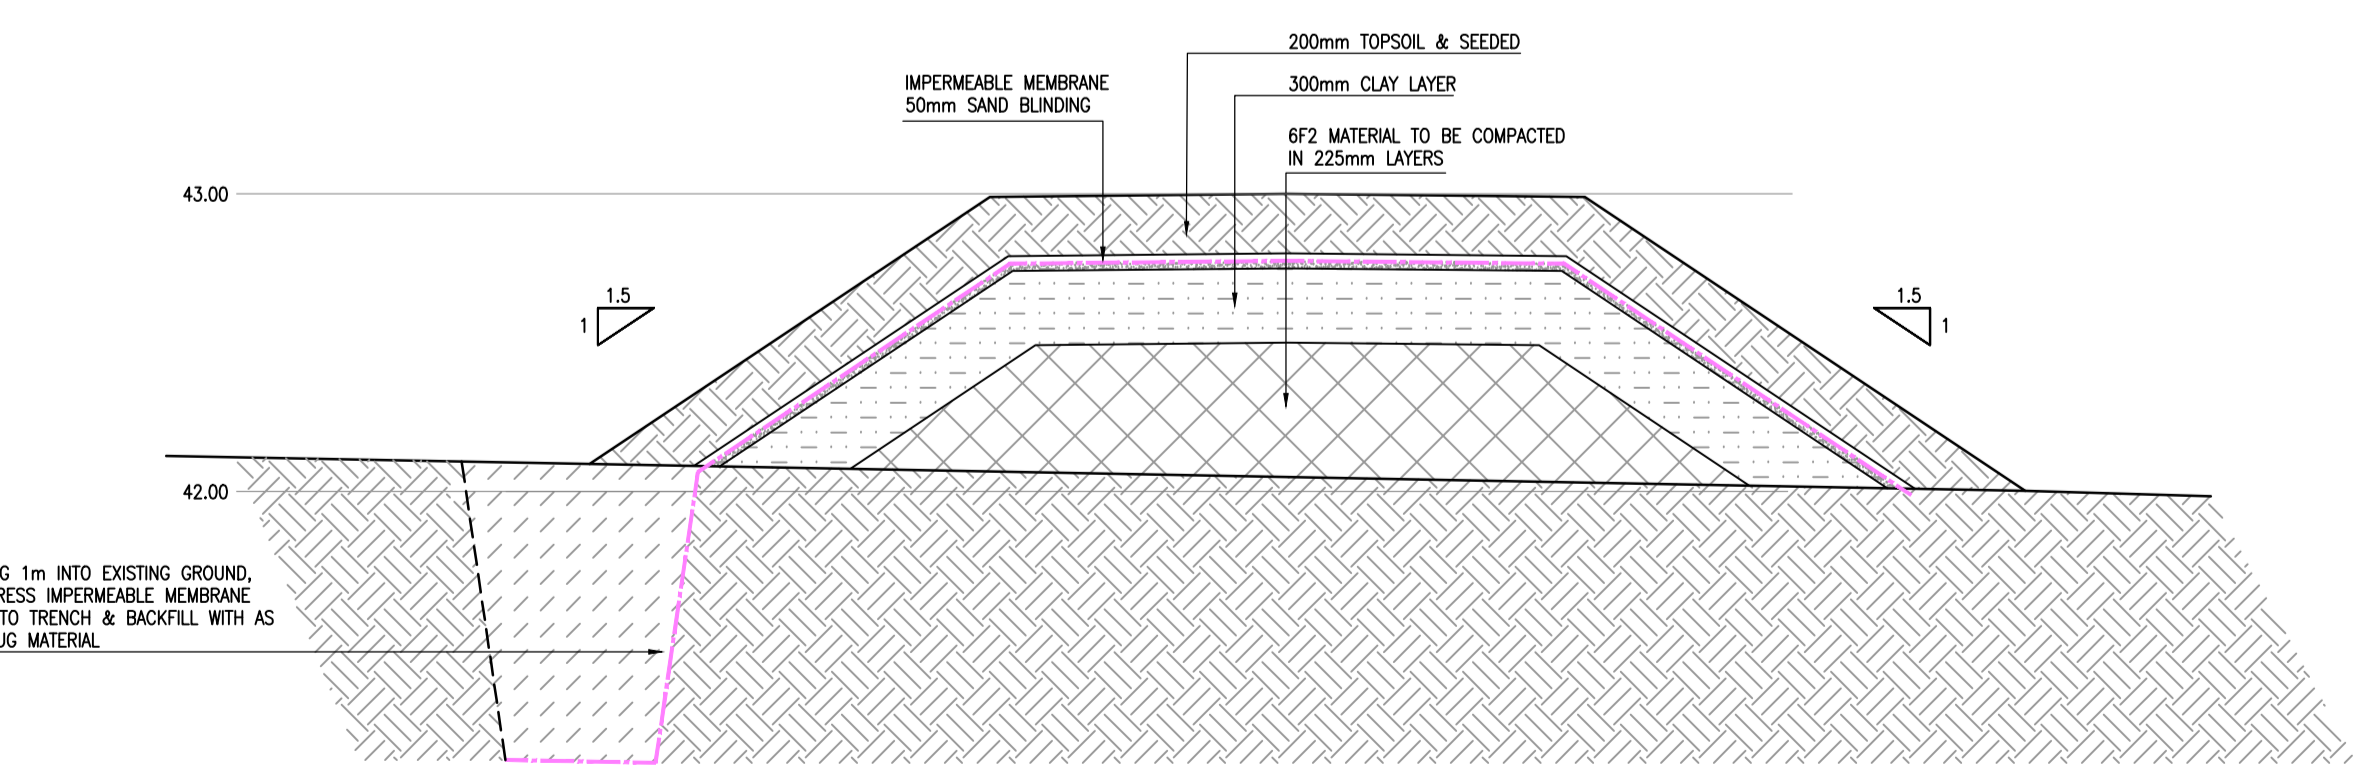 200mm TOPSOIL & SEEDED
IMPERMEABLE MEMBRANE
50mm SAND BLINDING
300mm CLAY LAYER
6F2 MATERIAL TO BE COMPACTED
IN 225mm LAYERS
43.00
1.5
1
1.5
1
42.00
G 1m INTO EXISTING GROUND,
RESS IMPERMEABLE MEMBRANE
TO TRENCH & BACKFILL WITH AS
UG MATERIAL